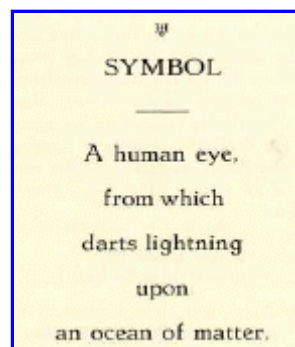 SYMBOL
A human eye,
from which
darts lightning
upon
an ocean of matter.